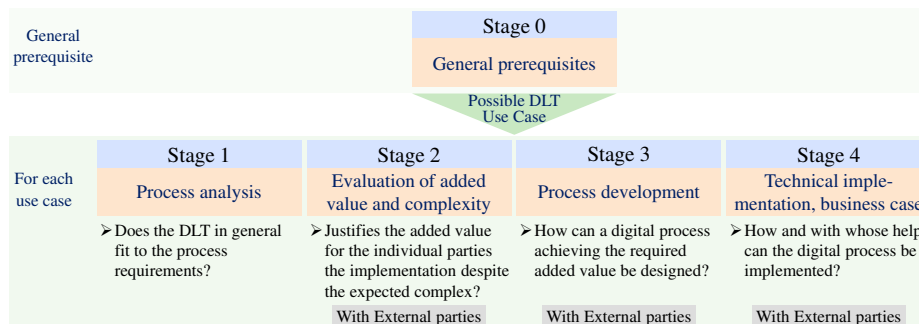 General
prerequisite
Stage 0
General prerequisites
Possible DLT
Use Case
For each
use case
Stage 1
Process analysis
➢Does the DLT in general
fit to the process
requirements?
Stage 2
Evaluation of added
value and complexity
➢Justifies the added value
for the individual parties
the implementation despite
the expected complex?
With External parties
Stage 3
Process development
➢How can a digital process
achieving the required
added value be designed?
With External parties
Stage 4
Technical imple-
mentation, business case
➢How and with whose help
can the digital process be
implemented?
With External parties